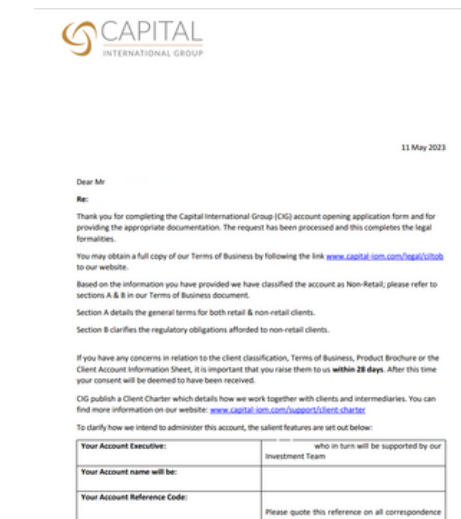 CAPITAL
INTERNATIONAL GROUP
11 May 2023
Dear Mr
Re:
Thank you for completing the Capital International Group (CIG) account opening application form and for
providing the appropriate documentation. The request has been processed and this completes the legal
formalities.
You may obtain a full copy of our Terms of Business by following the link www.capital-iom.com/legal/ciltob
to our website.
Based on the information you have provided we have classified the account as Non-Retail; please refer to
sections A & B in our Terms of Business document.
Section A details the general terms for both retail & non-retail clients.
Section B clarifies the regulatory obligations afforded to non-retail clients.
If you have any concerns in relation to the client classification, Terms of Business, Product Brochure or the
Client Account Information Sheet, it is important that you raise them to us within 28 days. After this time
your consent will be deemed to have been received.
CIG publish a Client Charter which details how we work together with clients and intermediaries. You can
find more information on our website: www.capital-iom.com/support/client-charter
To clarify how we intend to administer this account, the salient features are set out below:
Your Account Executive: who in turn will be supported by our
Investment Team
Your Account name will be:
Your Account Reference Code:
Please quote this reference on all correspondence